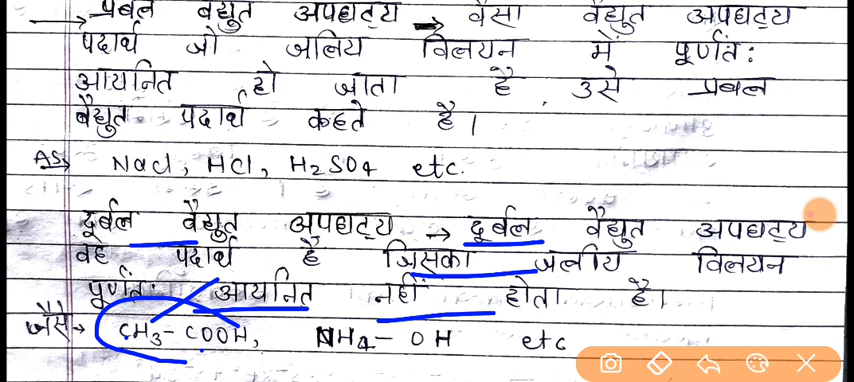 → प्रबल वैद्युत अपघट्य → वैसा वैद्युत अपघट्य
पदार्थ जो जलिय विलयन में पूर्णतः
आयनित हो जाता है उसे प्रबल
वैद्युत पदार्थ कहते है।
As→ NaCl, HCl, H₂SO₄ etc.
दूर्बल वैद्युत अपघट्य → दूर्बल वैद्युत अपघट्य
वह पदार्थ है जिसका जलीय विलयन
पूर्णतः आयनित नहीं होता है।
जैसे→ CH₃-COOH, NH₄-OH etc